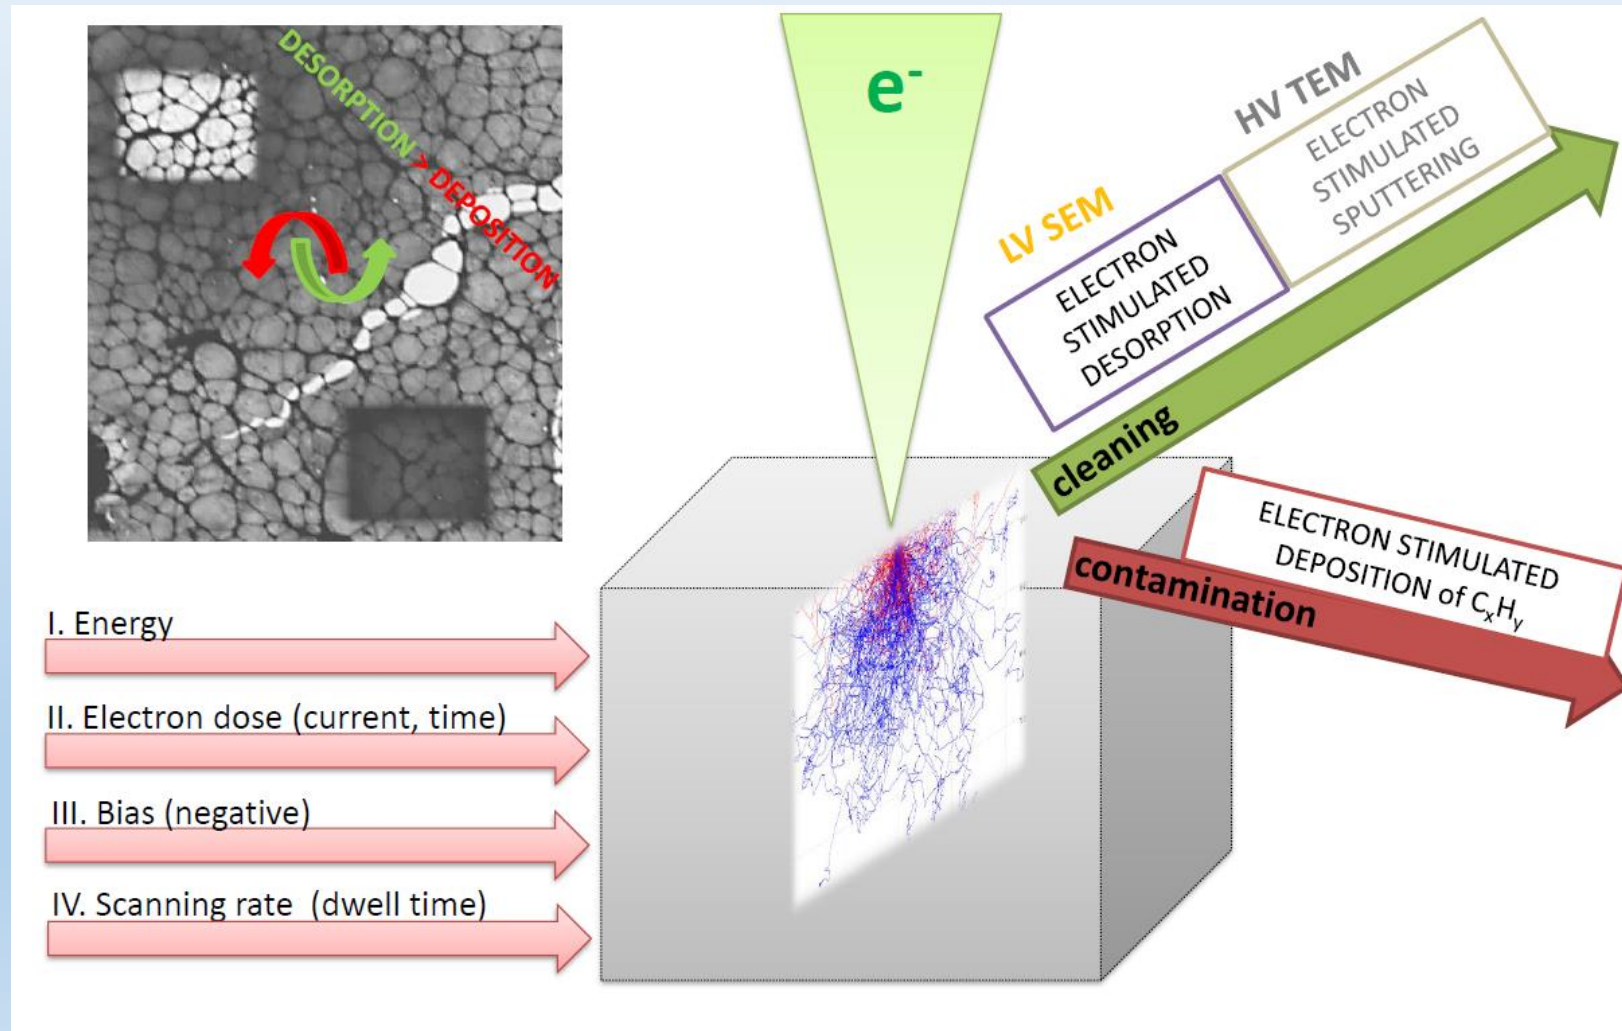 DESORPTION > DEPOSITION
e⁻
HV TEM
ELECTRON
STIMULATED
SPUTTERING
LV SEM
ELECTRON
STIMULATED
DESORPTION
cleaning
ELECTRON STIMULATED
DEPOSITION of CₓHᵧ
contamination
I. Energy
II. Electron dose (current, time)
III. Bias (negative)
IV. Scanning rate (dwell time)